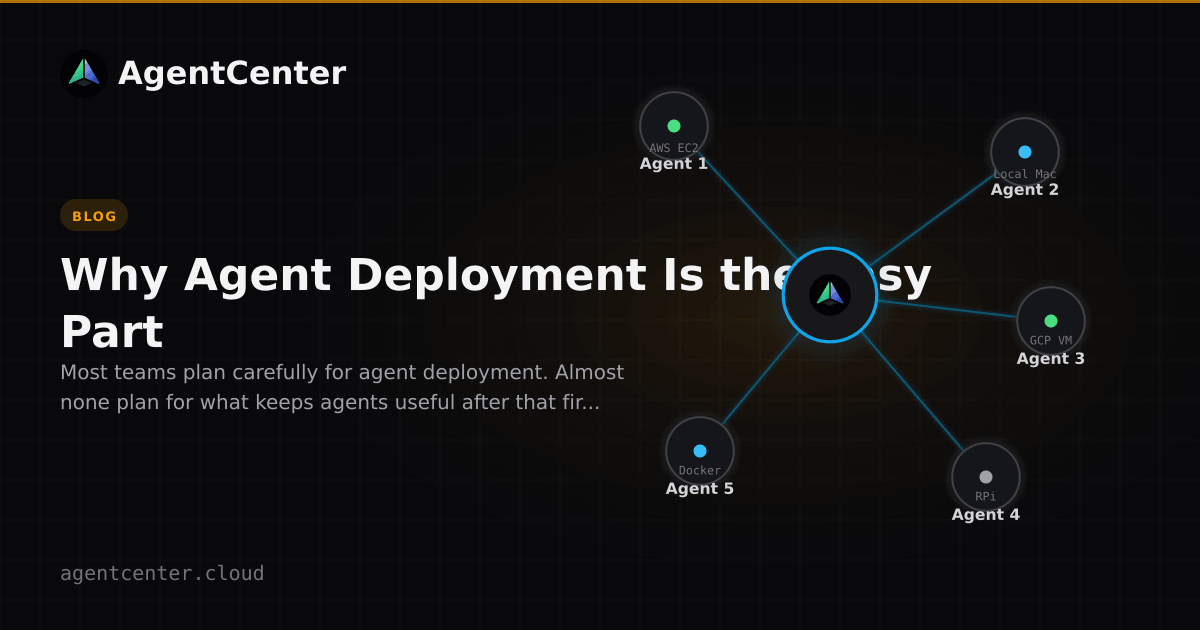 AgentCenter
BLOG
Why Agent Deployment Is the Easy
Part
Most teams plan carefully for agent deployment. Almost
none plan for what keeps agents useful after that fir...
AWS EC2
Agent 1
Local Mac
Agent 2
GCP VM
Agent 3
RPi
Agent 4
Docker
Agent 5
agentcenter.cloud